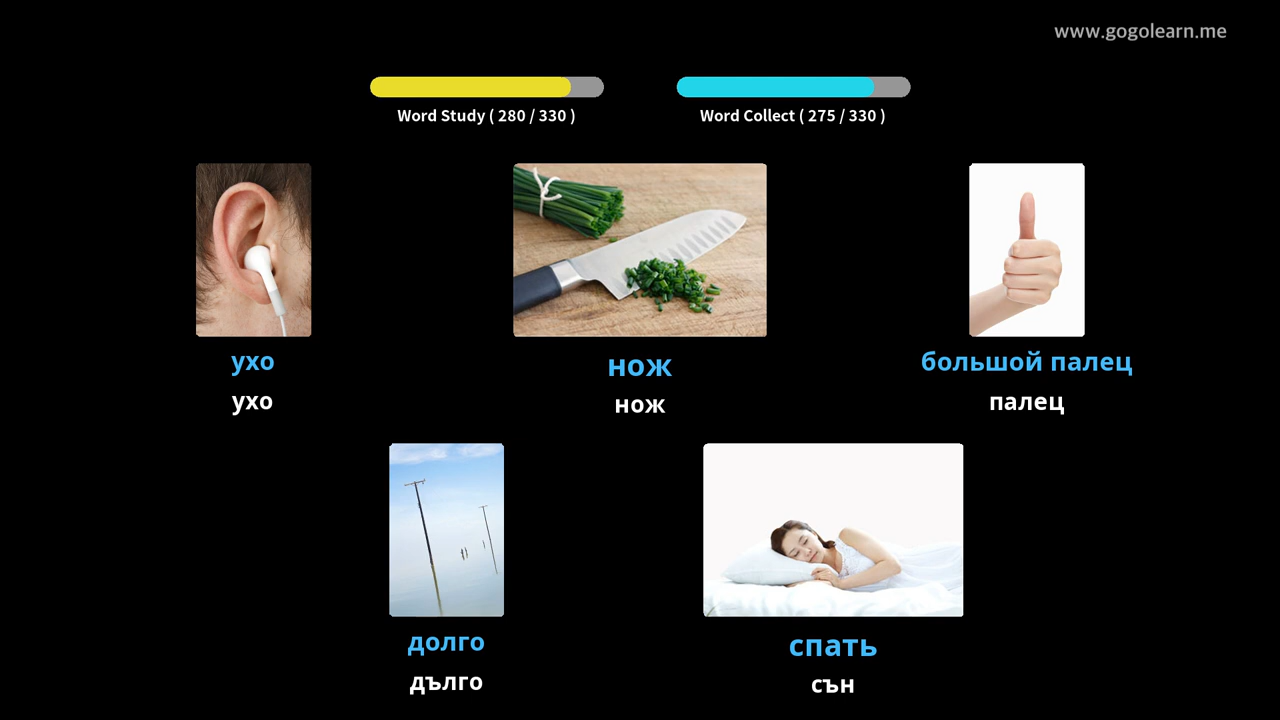 www.gogolearn.me
Word Study ( 280 / 330 )
Word Collect ( 275 / 330 )
ухо
ухо
нож
нож
большой палец
палец
долго
дълго
спать
сън